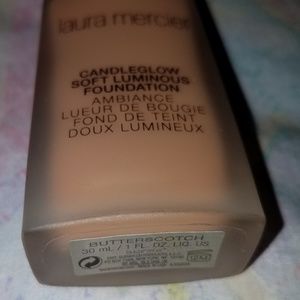 laura mercier
CANDLEGLOW
SOFT LUMINOUS
FOUNDATION
AMBIANCE
LUEUR DE BOUGIE
FOND DE TEINT
DOUX LUMINEUX
BUTTERSCOTCH
30 mL / 1 FL. OZ. LIQ. US